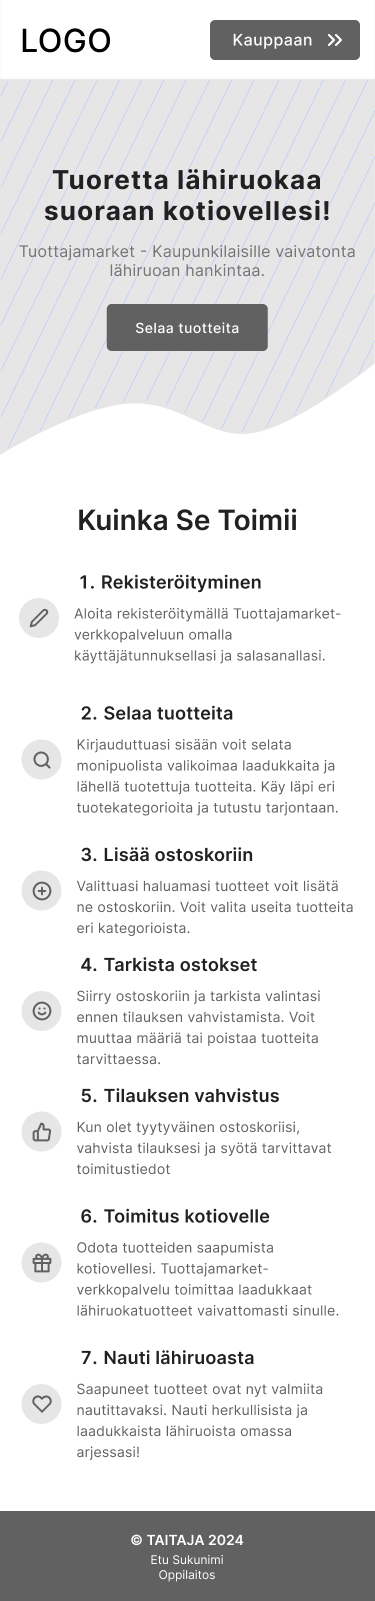 LOGO
Kauppaan
Tuoretta lähiruokaa
suoraan kotiovellesi!
Tuottajamarket - Kaupunkilaisille vaivatonta
lähiruoan hankintaa.
Selaa tuotteita
Kuinka Se Toimii
1. Rekisteröityminen
Aloita rekisteröitymällä Tuottajamarket-
verkkopalveluun omalla
käyttäjätunnuksellasi ja salasanallasi.
2. Selaa tuotteita
Kirjauduttuasi sisään voit selata
monipuolista valikoimaa laadukkaita ja
lähellä tuotettuja tuotteita. Käy läpi eri
tuotekategorioita ja tutustu tarjontaan.
3. Lisää ostoskoriin
Valittuasi haluamasi tuotteet voit lisätä
ne ostoskoriin. Voit valita useita tuotteita
eri kategorioista.
4. Tarkista ostokset
Siirry ostoskoriin ja tarkista valintasi
ennen tilauksen vahvistamista. Voit
muuttaa määriä tai poistaa tuotteita
tarvittaessa.
5. Tilauksen vahvistus
Kun olet tyytyväinen ostoskoriisi,
vahvista tilauksesi ja syötä tarvittavat
toimitustiedot
6. Toimitus kotiovelle
Odota tuotteiden saapumista
kotiovellesi. Tuottajamarket-
verkkopalvelu toimittaa laadukkaat
lähiruokatuotteet vaivattomasti sinulle.
7. Nauti lähiruoasta
Saapuneet tuotteet ovat nyt valmiita
nautittavaksi. Nauti herkullisista ja
laadukkaista lähiruoista omassa
arjessasi!
© TAITAJA 2024
Etu Sukunimi
Oppilaitos